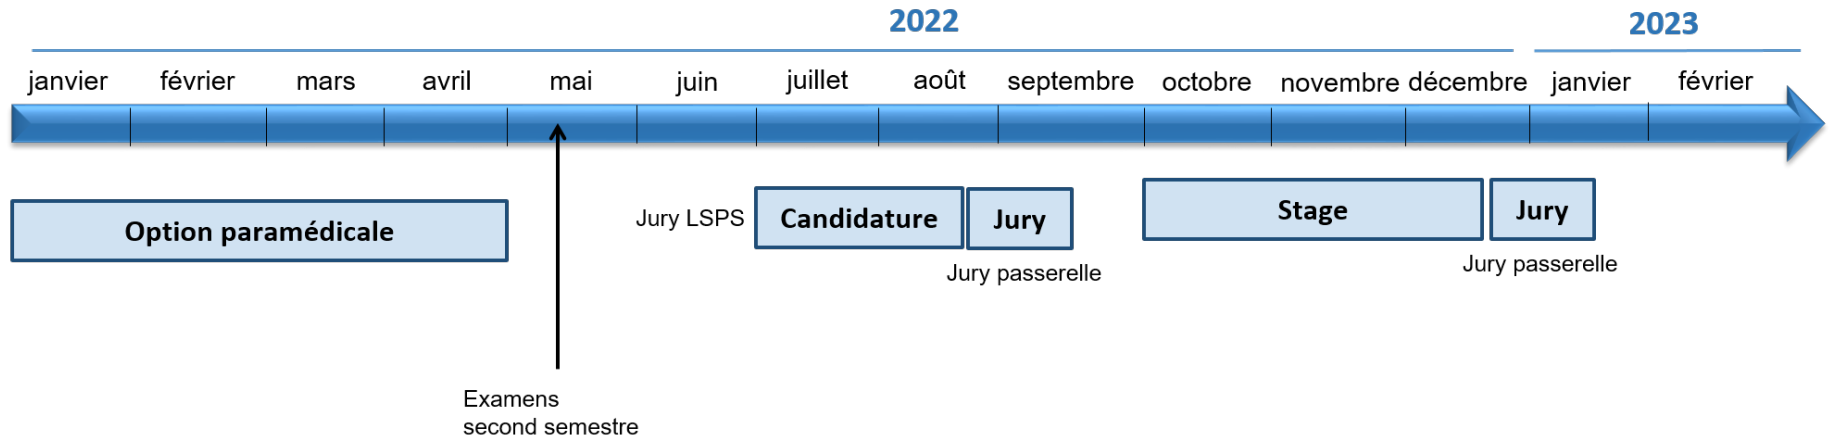 2022
2023
janvier février mars avril mai juin juillet août septembre octobre novembre décembre janvier février
Option paramédicale
Jury LSPS
Candidature
Jury
Jury passerelle
Stage
Jury
Jury passerelle
Examens
second semestre